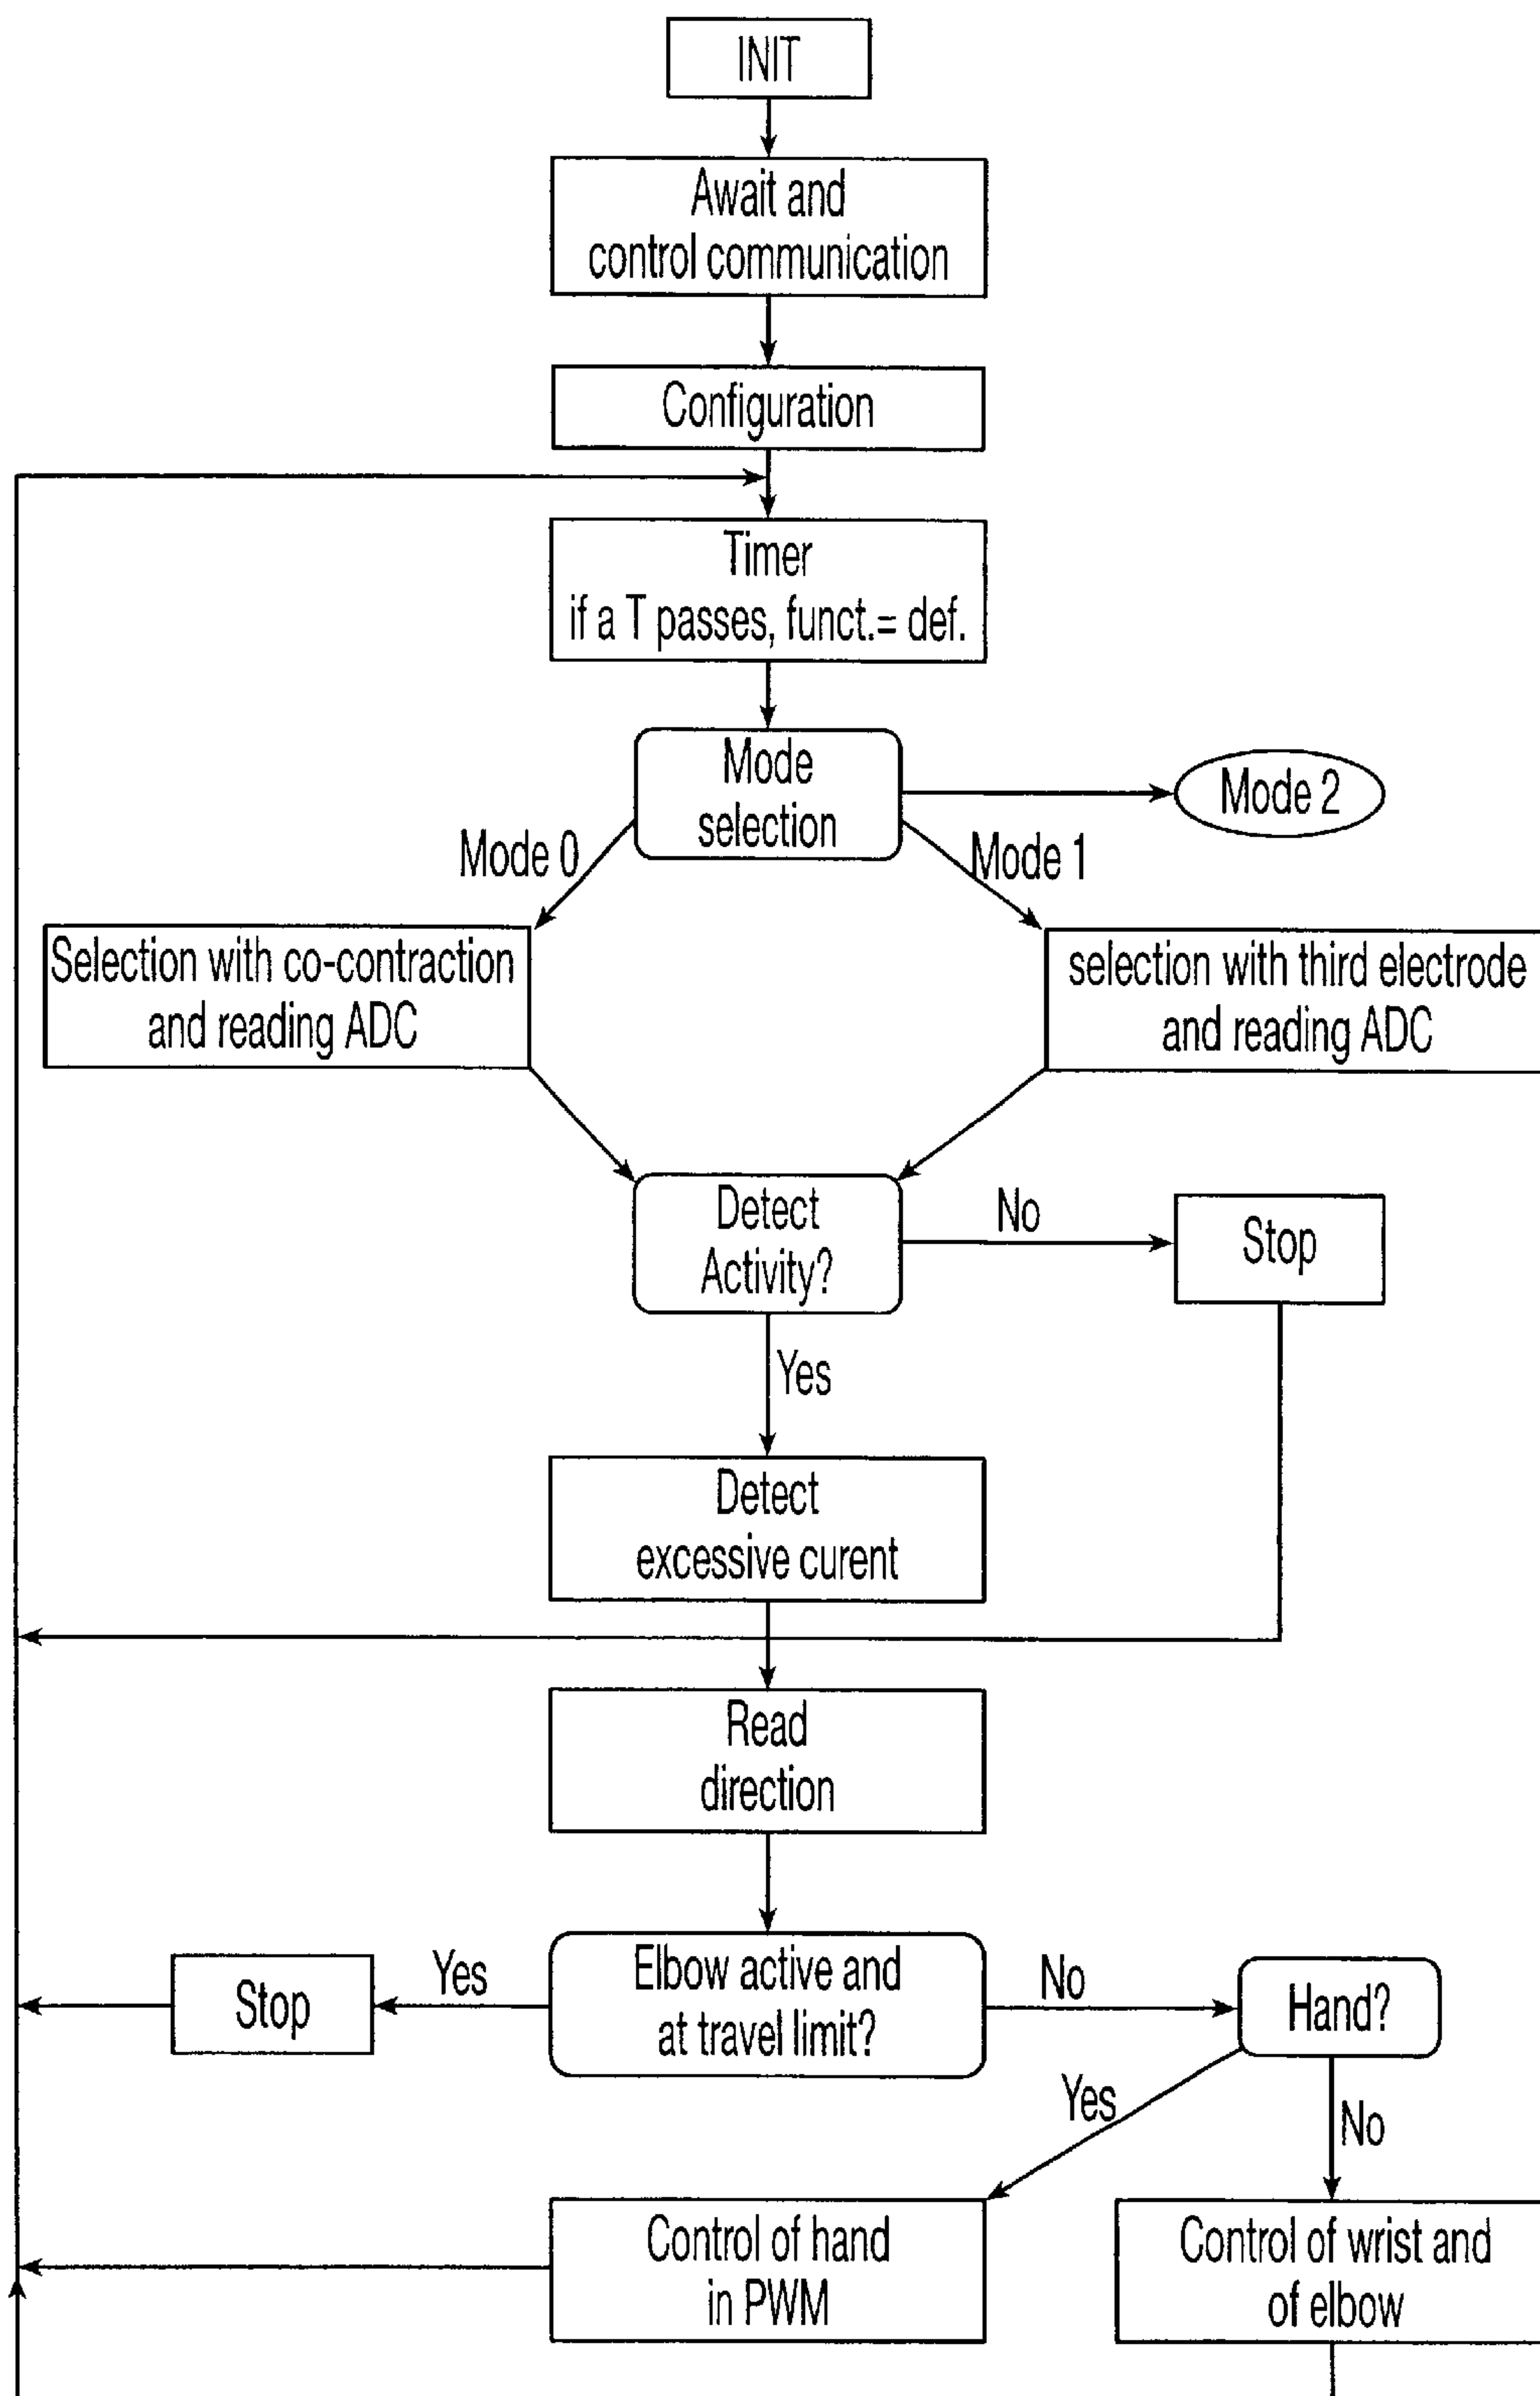 INIT
Await and
control communication
Configuration
Timer
if a T passes, funct.= def.
Mode
selection
Mode 2
Mode 0
Mode 1
Selection with co-contraction
and reading ADC
selection with third electrode
and reading ADC
Detect
Activity?
No
Stop
Yes
Detect
excessive curent
Read
direction
Elbow active and
at travel limit?
Yes
Stop
No
Hand?
Yes
No
Control of hand
in PWM
Control of wrist and
of elbow